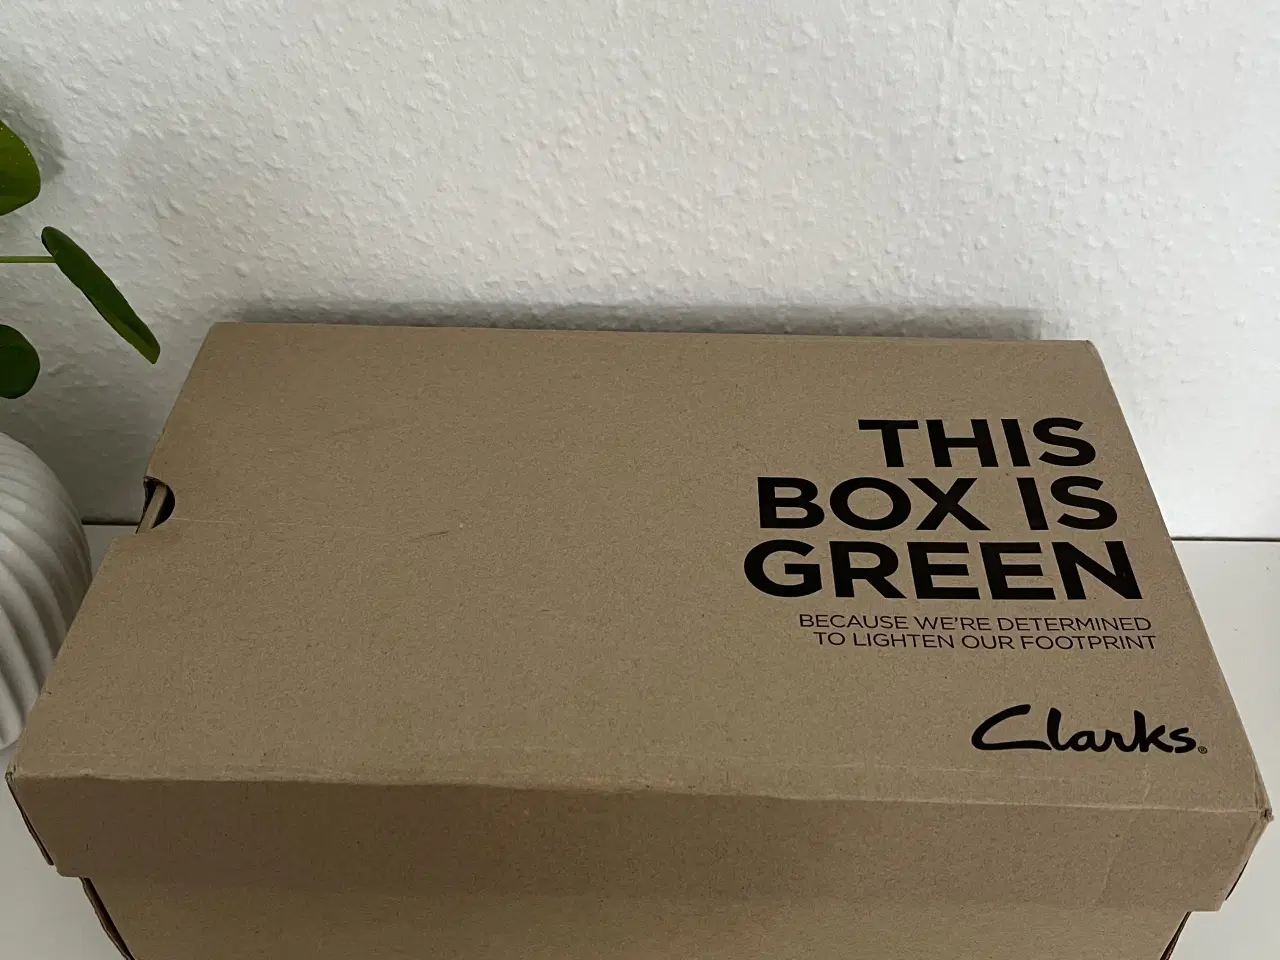 THIS
BOX IS
GREEN
BECAUSE WE'RE DETERMINED
TO LIGHTEN OUR FOOTPRINT
Clarks®